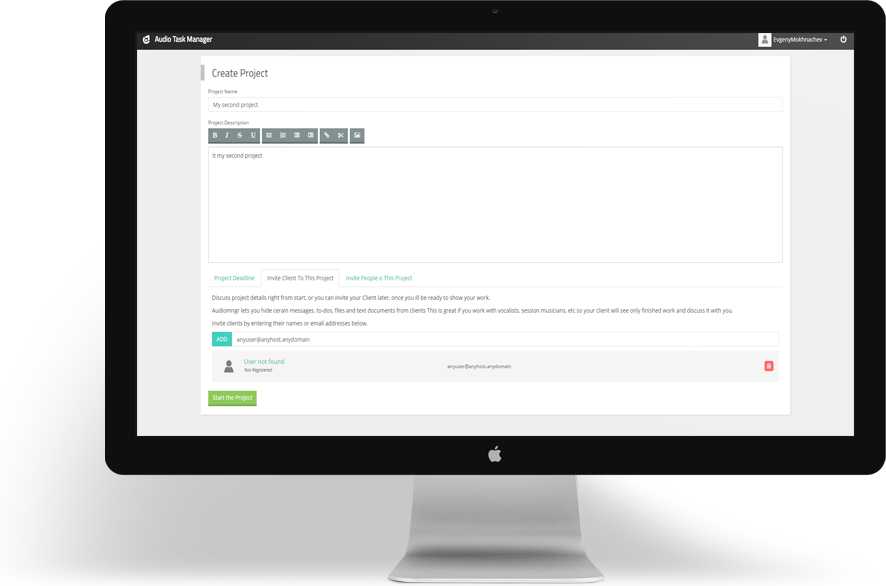 Audio Task Manager
EvgenyMokhnachev
Create Project
Project Name
My second project
Project Description
B I S U
It my second project
Project Deadline
Invite Client To This Project
Invite People o This Project
Discuss project details right from start, or you can invite your Client later, once you ill be ready to show your work.
Audiomngr lets you hide cerain messages, to-dos, files and text documents from clients This is great if you work with vocalists, session musicians, etc so your client will see only finished work and discuss it with you.
Invite clients by entering their names or email addresses below.
ADD anyuser@anyhost.anydomain
User not found
Not Registered
anyuser@anyhost.anydomain
Start the Project